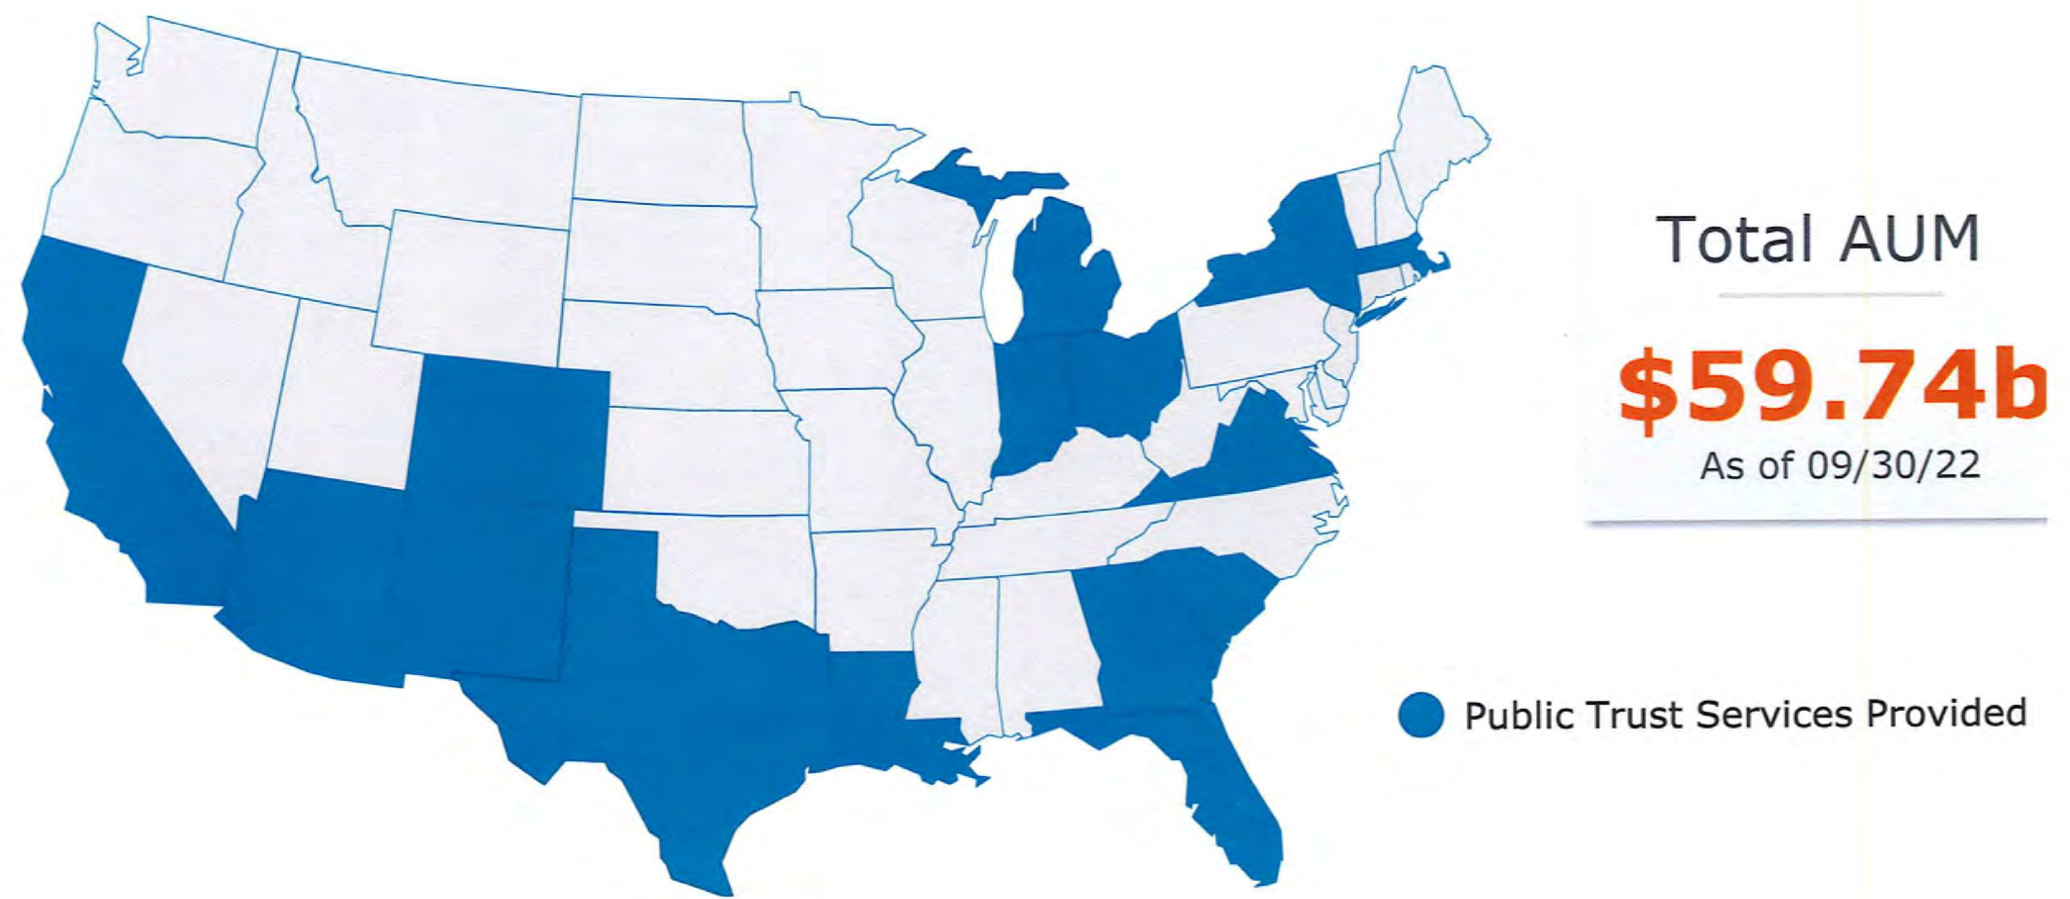 Total AUM
$59.74b
As of 09/30/22
Public Trust Services Provided